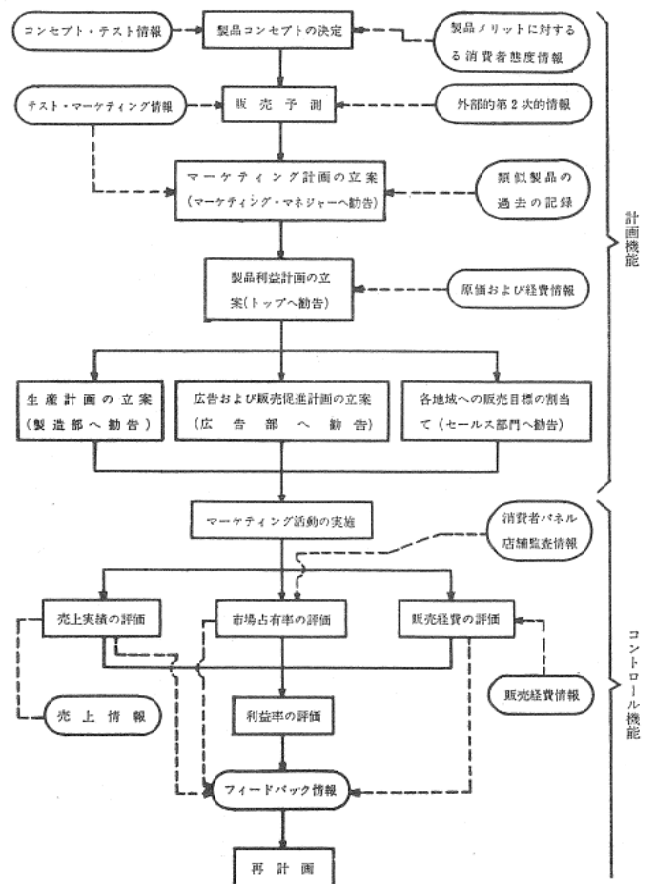 コンセプト・テスト情報
製品コンセプトの決定
製品メリットに対する
る消費者態度情報
テスト・マーケティング情報
販売予測
外部的第2次的情報
マーケティング計画の立案
(マーケティング・マネジャーへ勧告)
類似製品の
過去の記録
計画機能
製品利益計画の立
案(トップへ勧告)
原価および経費情報
生産計画の立案
(製造部へ勧告)
広告および販売促進計画の立案
(広告部へ勧告)
各地域への販売目標の割当
て(セールス部門へ勧告)
マーケティング活動の実施
消費者パネル
店舗監査情報
売上実績の評価
市場占有率の評価
販売経費の評価
コントロール機能
売上情報
利益率の評価
販売経費情報
フィードバック情報
再計画